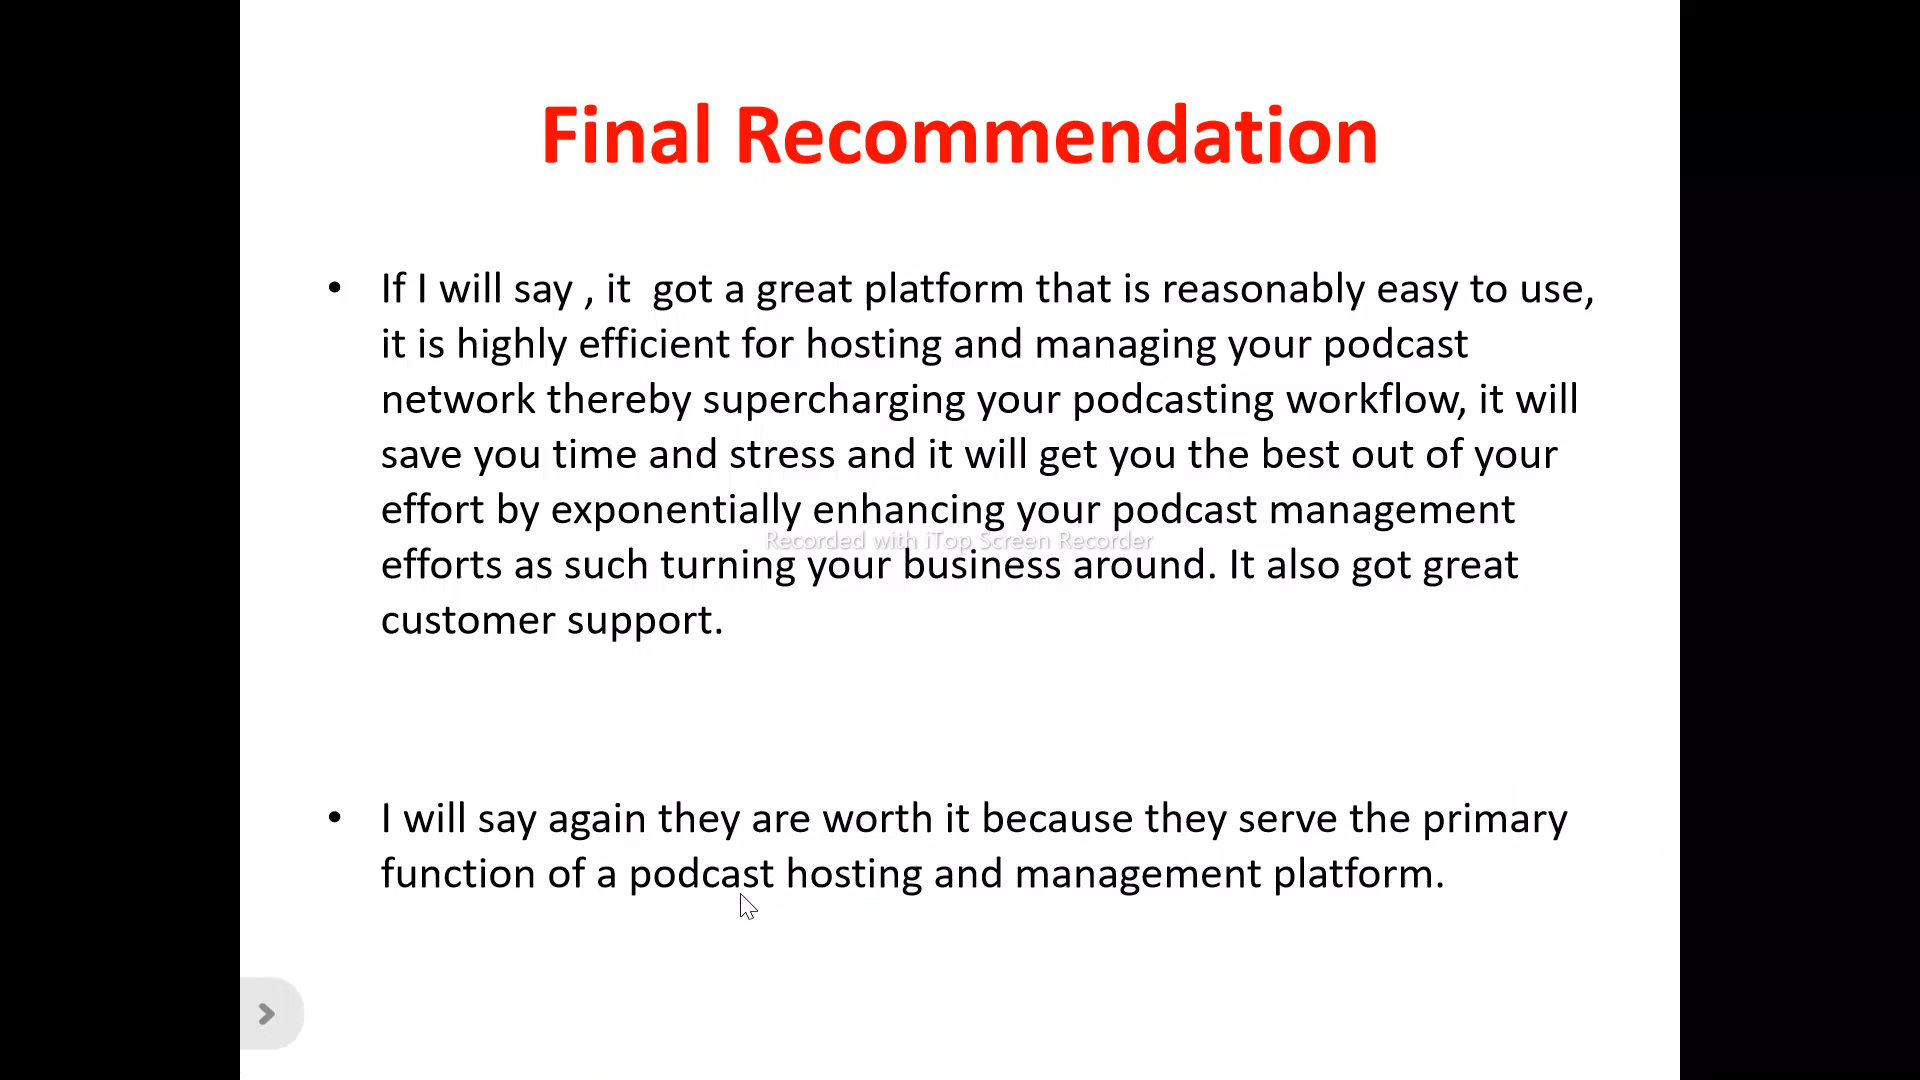 Final Recommendation
• If I will say , it  got a great platform that is reasonably easy to use,
it is highly efficient for hosting and managing your podcast
network thereby supercharging your podcasting workflow, it will
save you time and stress and it will get you the best out of your
effort by exponentially enhancing your podcast management
Recorded with iTop Screen Recorder
efforts as such turning your business around. It also got great
customer support.
• I will say again they are worth it because they serve the primary
function of a podcast hosting and management platform.